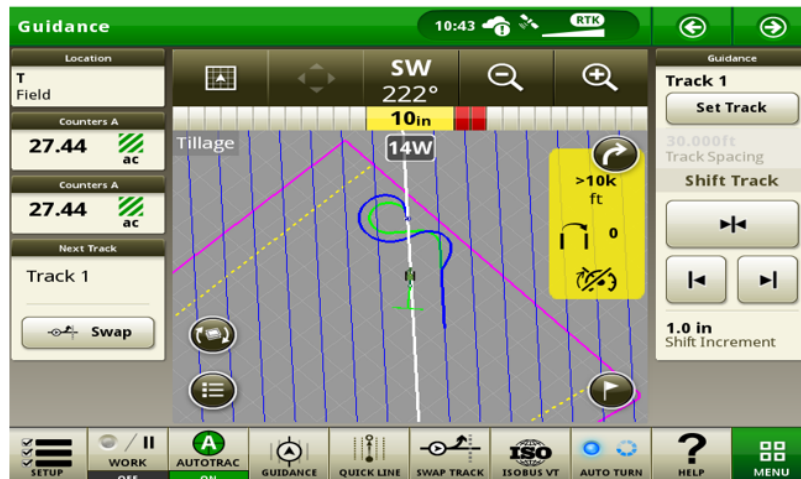 Guidance
10:43
RTK
Location
T
Field
Counters A
27.44
ac
Counters A
27.44
ac
Next Track
Track 1
Swap
SW
222°
10in
Tillage
14W
>10k
ft
0
Guidance
Track 1
Set Track
30.000ft
Track Spacing
Shift Track
1.0 in
Shift Increment
SETUP
WORK
OFF
A
AUTOTRAC
ON
GUIDANCE
QUICK LINE
SWAP TRACK
ISO
ISOBUS VT
AUTO TURN
?
HELP
MENU